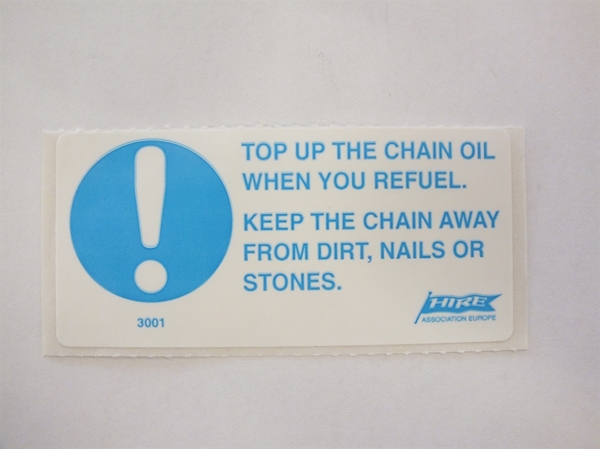 TOP UP THE CHAIN OIL
WHEN YOU REFUEL.
KEEP THE CHAIN AWAY
FROM DIRT, NAILS OR
STONES.
3001
HIRE
ASSOCIATION EUROPE